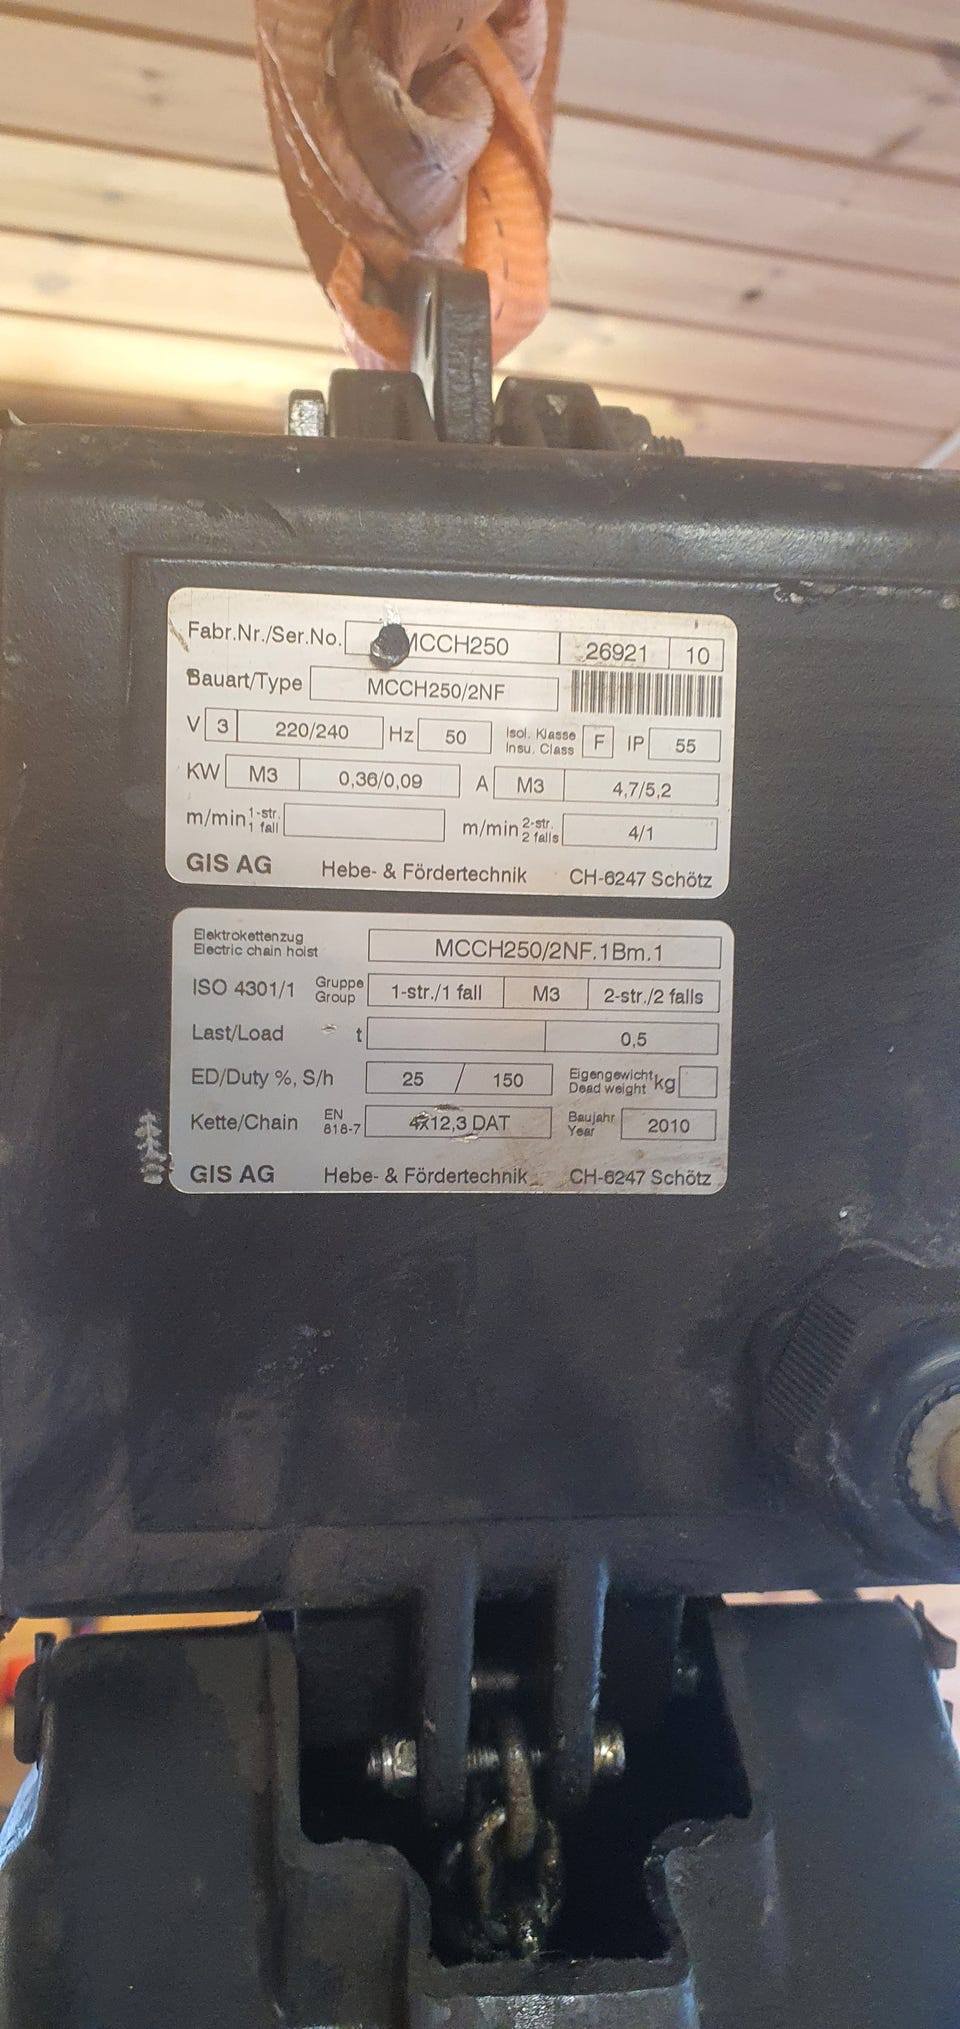 Fabr.Nr./Ser.No. MCCH250 26921 10
Bauart/Type MCCH250/2NF
V 3 220/240 Hz 50 Isol. Klasse Insu. Class F IP 55
KW M3 0,36/0,09 A M3 4,7/5,2
m/min 1-str. 1 fall m/min 2-str. 2 falls 4/1
GIS AG Hebe- & Fördertechnik CH-6247 Schötz
Elektrokettenzug
Electric chain hoist MCCH250/2NF.1Bm.1
ISO 4301/1 Gruppe Group 1-str./1 fall M3 2-str./2 falls
Last/Load t 0,5
ED/Duty %, S/h 25 / 150 Eigengewicht Dead weight kg
Kette/Chain EN 818-7 4x12,3 DAT Baujahr Year 2010
GIS AG Hebe- & Fördertechnik CH-6247 Schötz